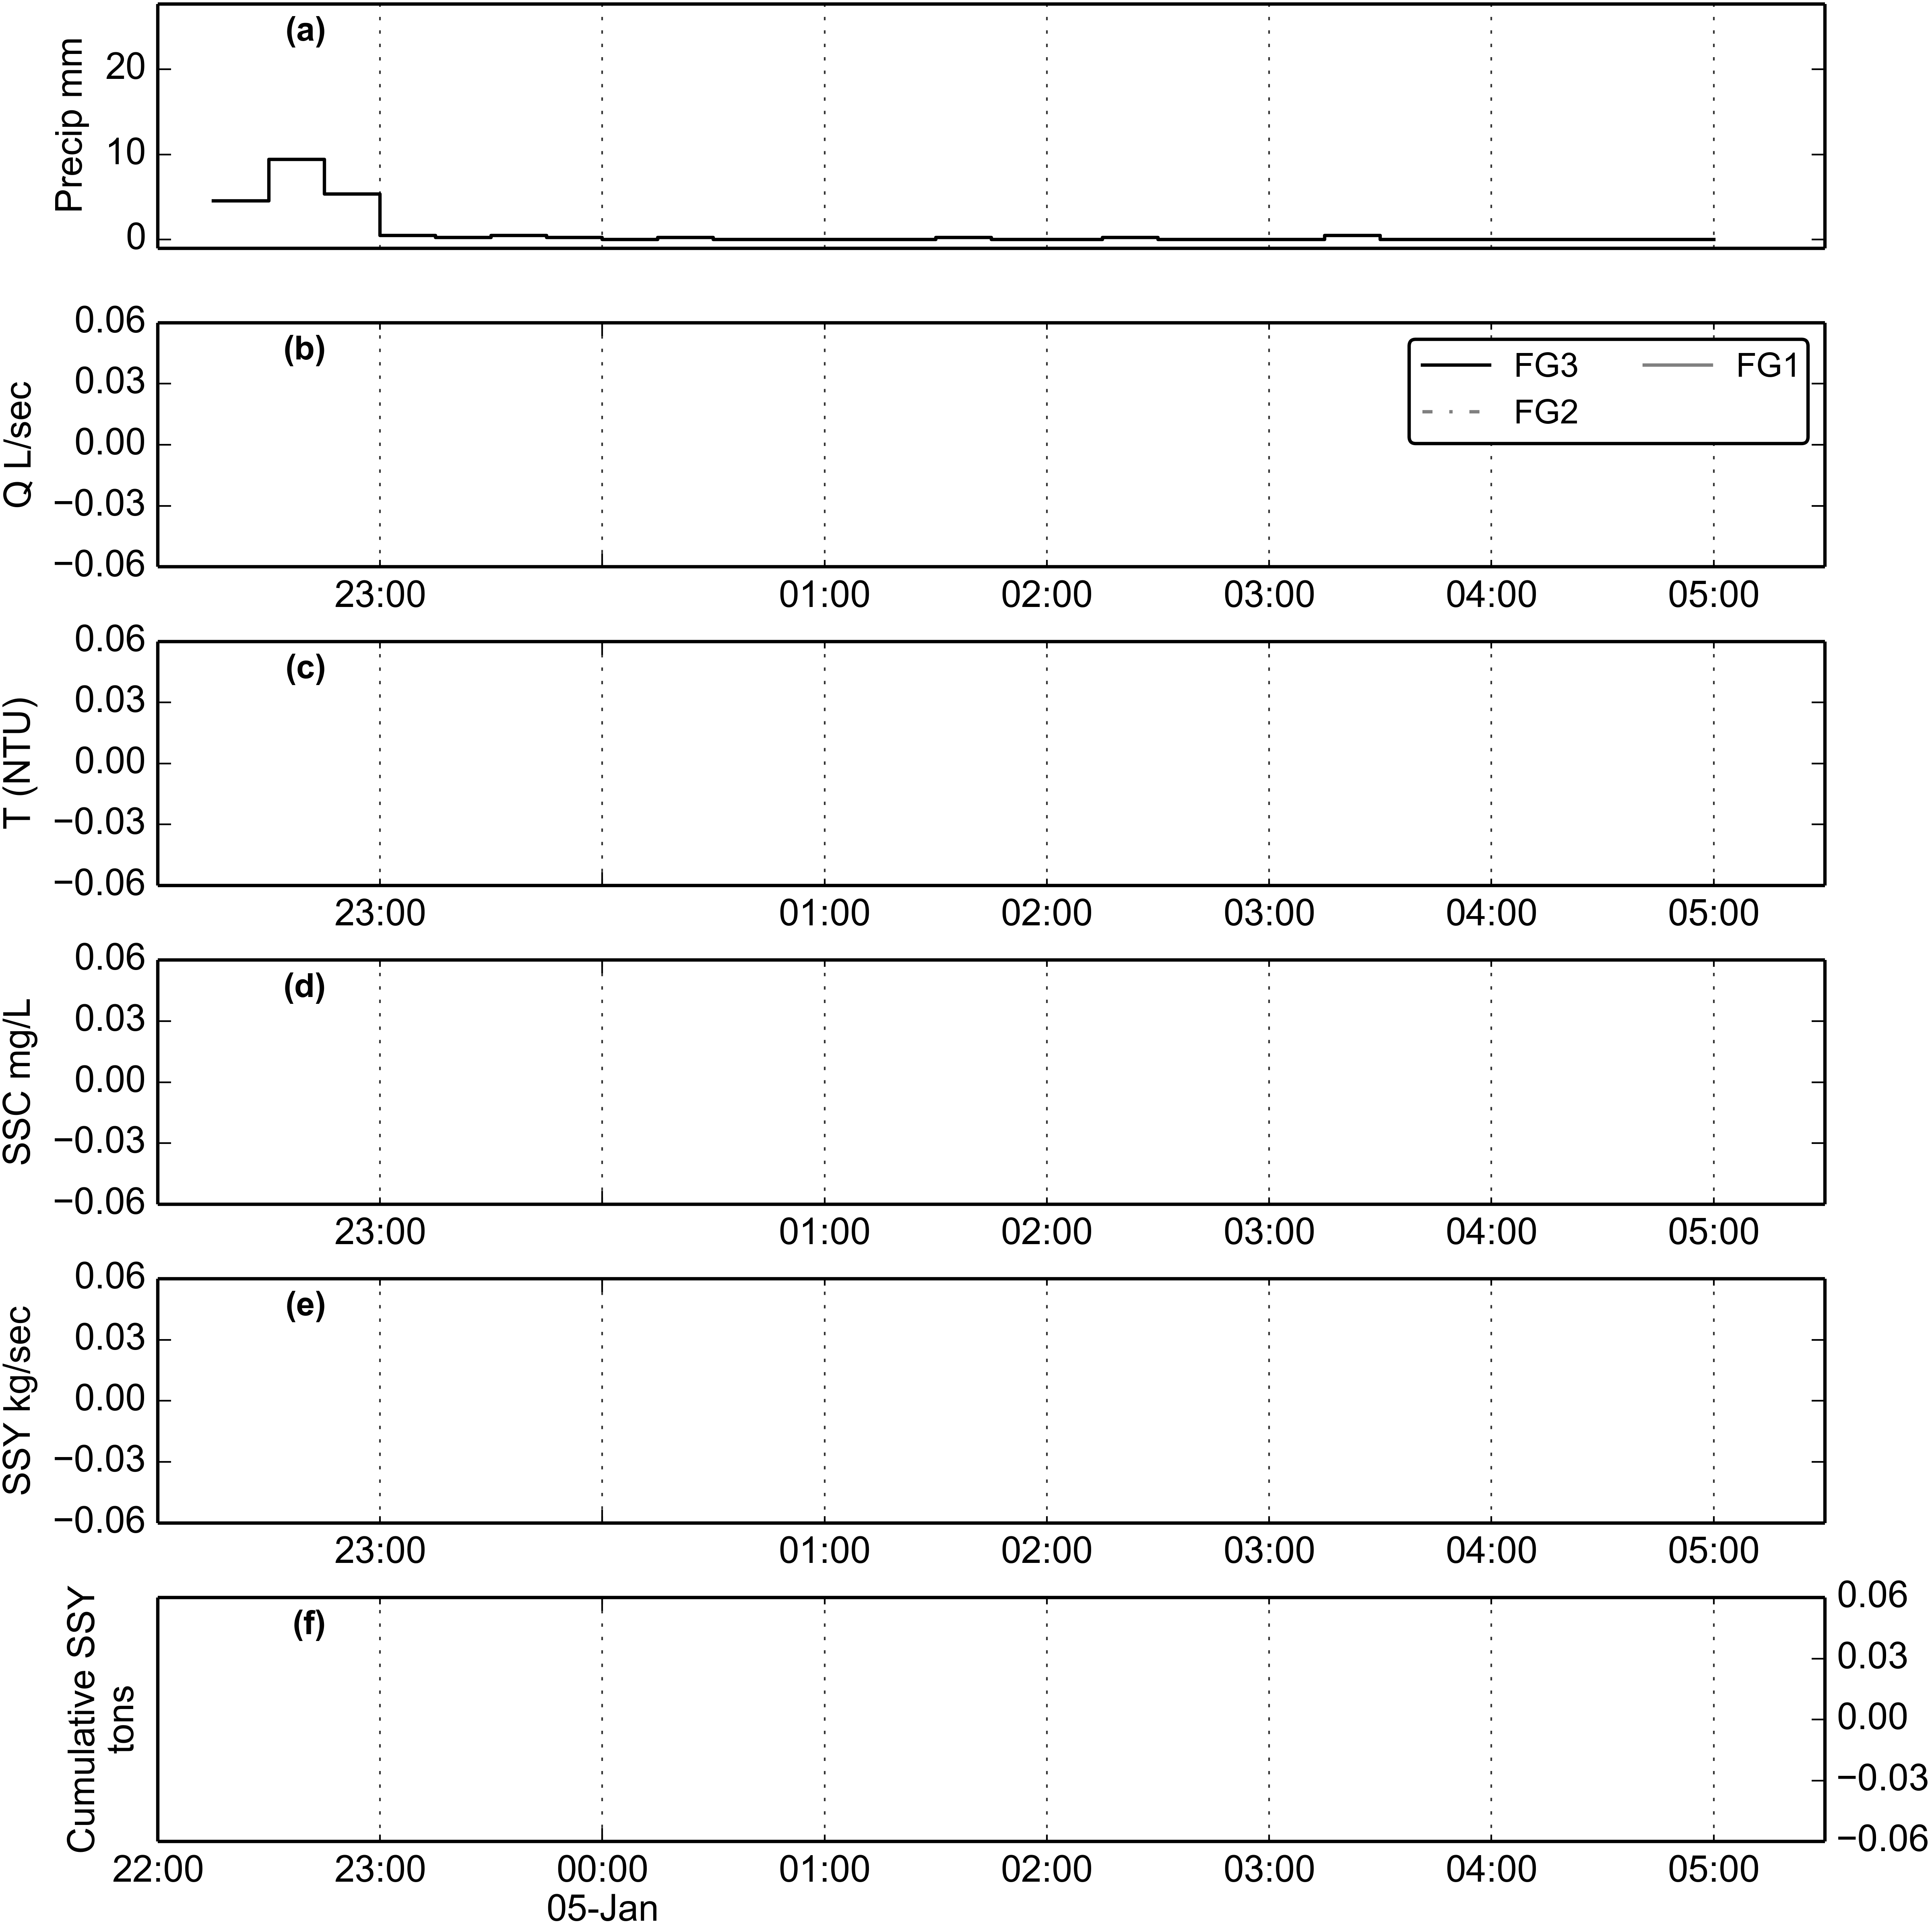 (a)
Precip mm
20
10
0
(b)
Q L/sec
0.06
0.03
0.00
−0.03
−0.06
FG3 FG1
FG2
23:00 01:00 02:00 03:00 04:00 05:00
(c)
T (NTU)
0.06
0.03
0.00
−0.03
−0.06
23:00 01:00 02:00 03:00 04:00 05:00
(d)
SSC mg/L
0.06
0.03
0.00
−0.03
−0.06
23:00 01:00 02:00 03:00 04:00 05:00
(e)
SSY kg/sec
0.06
0.03
0.00
−0.03
−0.06
23:00 01:00 02:00 03:00 04:00 05:00
(f)
Cumulative SSY
tons
0.06
0.03
0.00
−0.03
−0.06
22:00 23:00 00:00 01:00 02:00 03:00 04:00 05:00
05-Jan